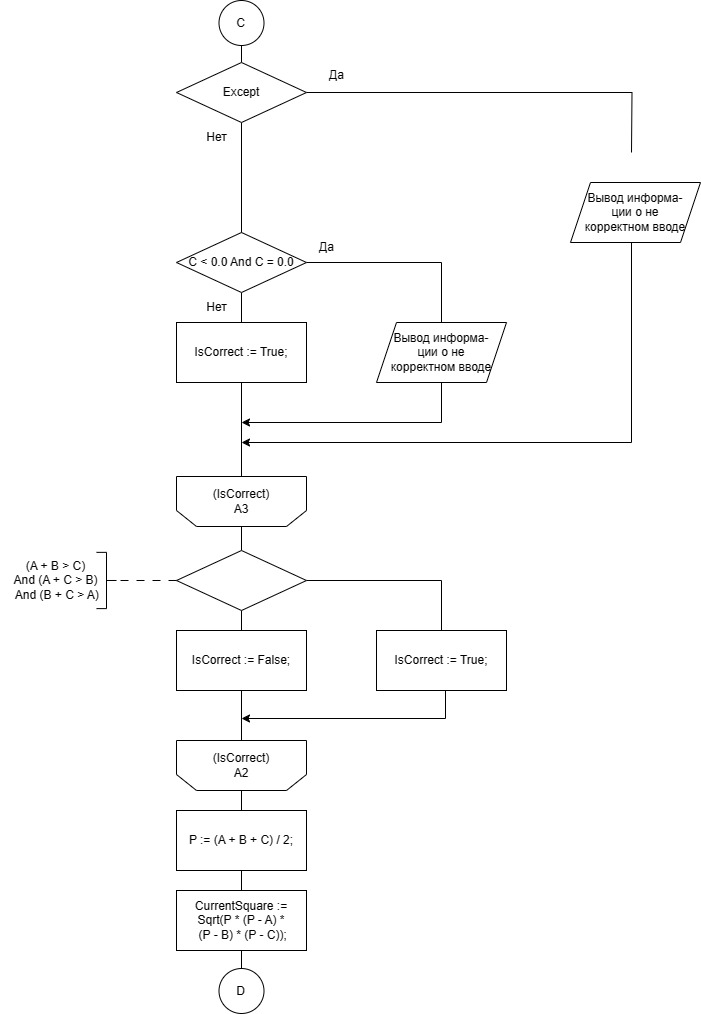 C
Да
Except
Нет
Вывод информа-
ции о не
корректном вводе
Да
C < 0.0 And C = 0.0
Нет
IsCorrect := True;
Вывод информа-
ции о не
корректном вводе
(IsCorrect)
A3
(A + B > C)
And (A + C > B)
And (B + C > A)
IsCorrect := False;
IsCorrect := True;
(IsCorrect)
A2
P := (A + B + C) / 2;
CurrentSquare :=
Sqrt(P * (P - A) *
(P - B) * (P - C));
D